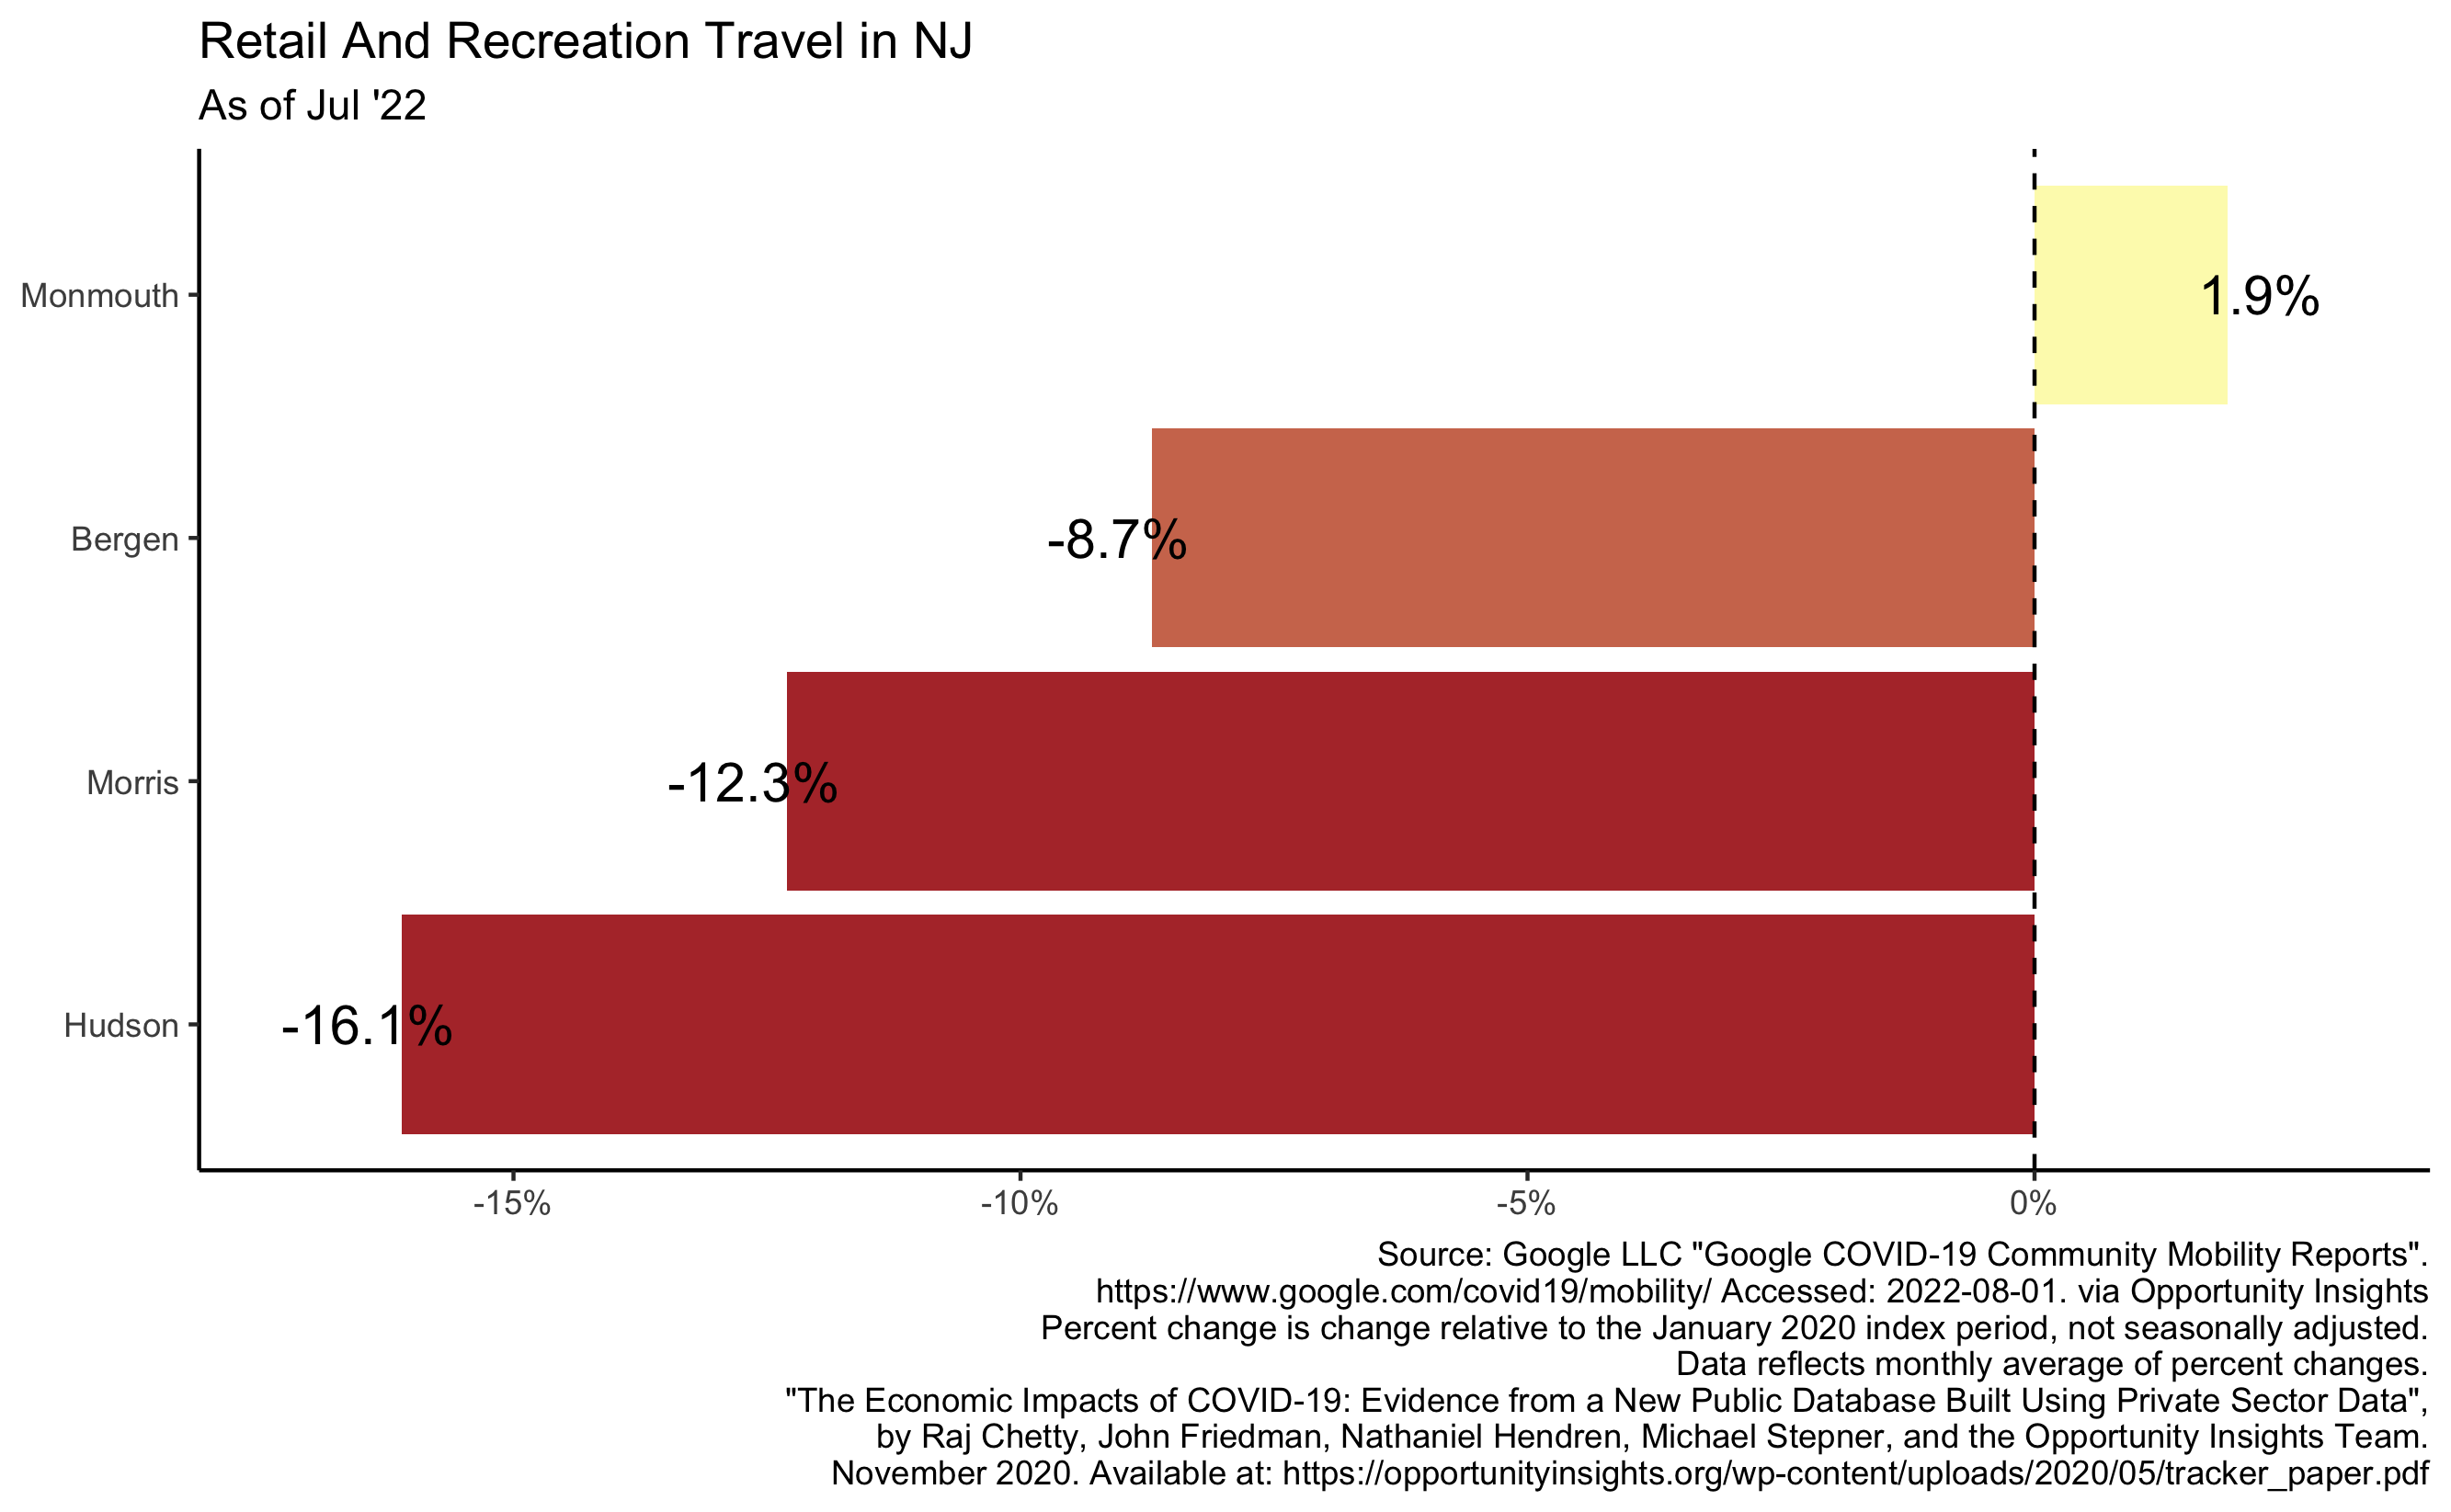 Retail And Recreation Travel in NJ
As of Jul '22
Monmouth
1.9%
Bergen
-8.7%
Morris
-12.3%
Hudson
-16.1%
-15% -10% -5% 0%
Source: Google LLC "Google COVID-19 Community Mobility Reports".
https://www.google.com/covid19/mobility/ Accessed: 2022-08-01. via Opportunity Insights
Percent change is change relative to the January 2020 index period, not seasonally adjusted.
Data reflects monthly average of percent changes.
"The Economic Impacts of COVID-19: Evidence from a New Public Database Built Using Private Sector Data",
by Raj Chetty, John Friedman, Nathaniel Hendren, Michael Stepner, and the Opportunity Insights Team.
November 2020. Available at: https://opportunityinsights.org/wp-content/uploads/2020/05/tracker_paper.pdf